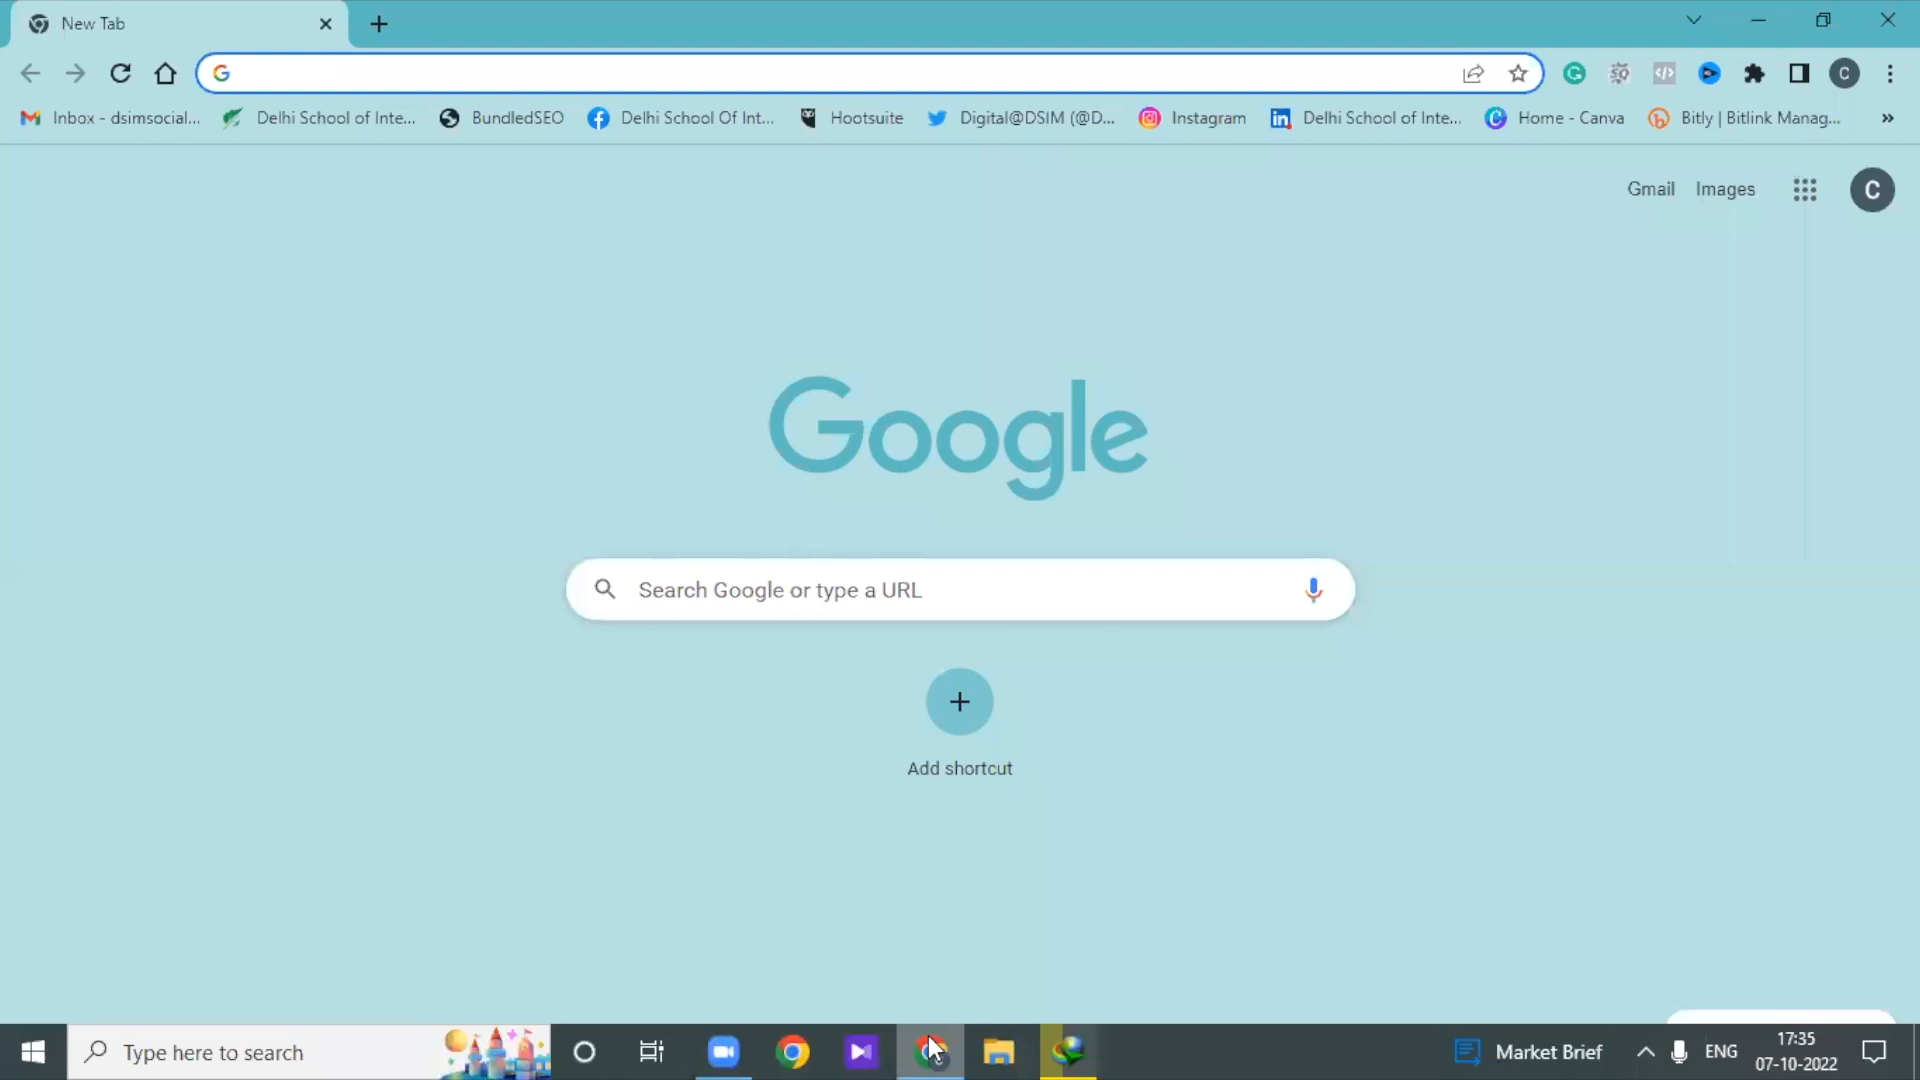 New Tab
Inbox - dsimsocial... Delhi School of Inte... BundledSEO Delhi School Of Int... Hootsuite Digital@DSIM (@D... Instagram Delhi School of Inte... Home - Canva Bitly | Bitlink Manag... »
Gmail Images C
Google
Search Google or type a URL
Add shortcut
Type here to search
Market Brief
ENG
17:35
07-10-2022